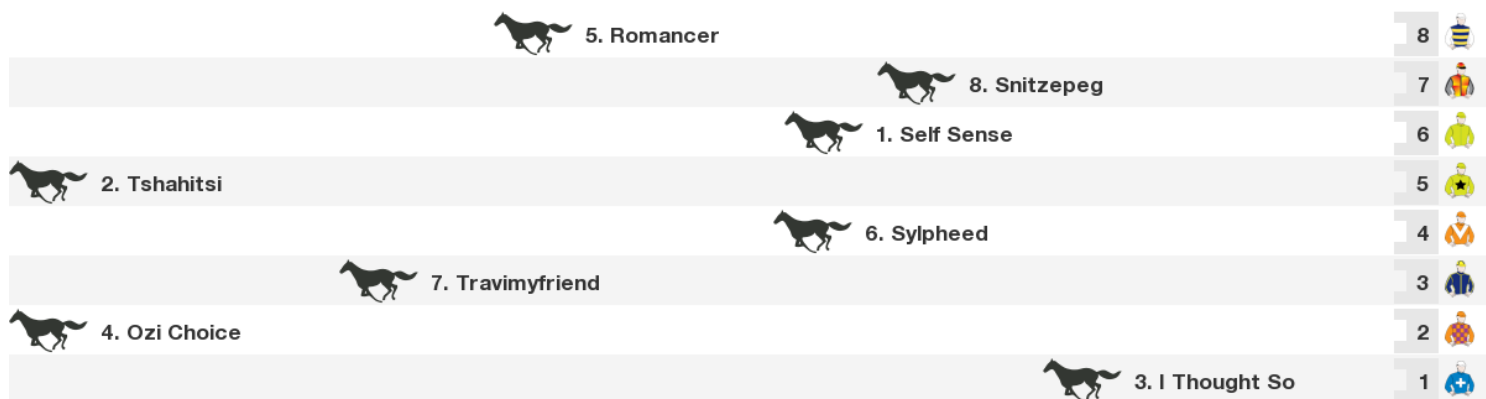 5. Romancer 8
8. Snitzepeg 7
1. Self Sense 6
2. Tshahitsi 5
6. Sylpheed 4
7. Travimyfriend 3
4. Ozi Choice 2
3. I Thought So 1